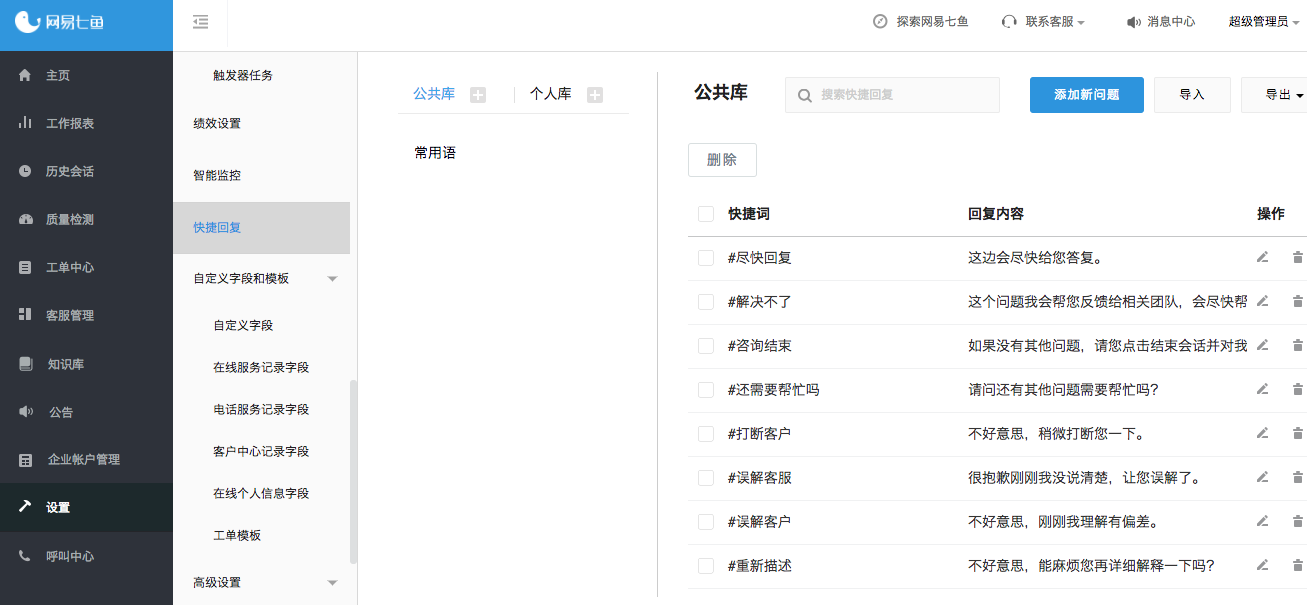 网易七鱼
探索网易七鱼
联系客服
消息中心
超级管理员
主页
工作报表
历史会话
质量检测
工单中心
客服管理
知识库
公告
企业帐户管理
设置
呼叫中心
触发器任务
绩效设置
智能监控
快捷回复
自定义字段和模板
自定义字段
在线服务记录字段
电话服务记录字段
客户中心记录字段
在线个人信息字段
工单模板
高级设置
公共库
个人库
常用语
公共库
搜索快捷回复
添加新问题
导入
导出
删除
快捷词 回复内容 操作
#尽快回复 这边会尽快给您答复。
#解决不了 这个问题我会帮您反馈给相关团队，会尽快帮
#咨询结束 如果没有其他问题，请您点击结束会话并对我
#还需要帮忙吗 请问还有其他问题需要帮忙吗?
#打断客户 不好意思，稍微打断您一下。
#误解客服 很抱歉刚刚我没说清楚，让您误解了。
#误解客户 不好意思，刚刚我理解有偏差。
#重新描述 不好意思，能麻烦您再详细解释一下吗?